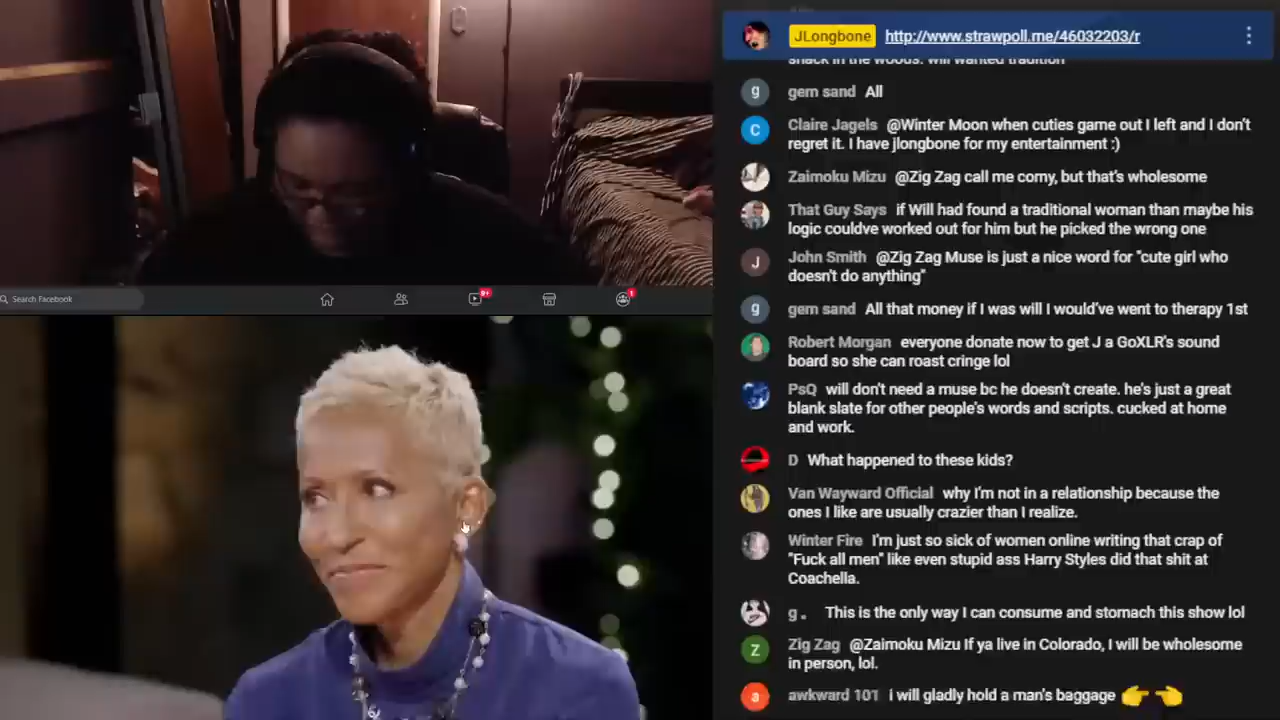 JLongbone http://www.strawpoll.me/46032203/r
snack in the woods. will wanted tradition
g gem sand All
C Claire Jagels @Winter Moon when cuties game out I left and I don't
regret it. I have jlongbone for my entertainment :)
Zaimoku Mizu @Zig Zag call me corny, but that's wholesome
That Guy Says if Will had found a traditional woman than maybe his
logic couldve worked out for him but he picked the wrong one
J John Smith @Zig Zag Muse is just a nice word for "cute girl who
doesn't do anything"
g gem sand All that money if I was will I would've went to therapy 1st
Robert Morgan everyone donate now to get J a GoXLR's sound
board so she can roast cringe lol
PsQ will don't need a muse bc he doesn't create. he's just a great
blank slate for other people's words and scripts. cucked at home
and work.
D What happened to these kids?
Van Wayward Official why I'm not in a relationship because the
ones I like are usually crazier than I realize.
Winter Fire I'm just so sick of women online writing that crap of
"Fuck all men" like even stupid ass Harry Styles did that shit at
Coachella.
g . This is the only way I can consume and stomach this show lol
Z Zig Zag @Zaimoku Mizu If ya live in Colorado, I will be wholesome
in person, lol.
a awkward 101 i will gladly hold a man's baggage 👉👈
Search Facebook
9+
1